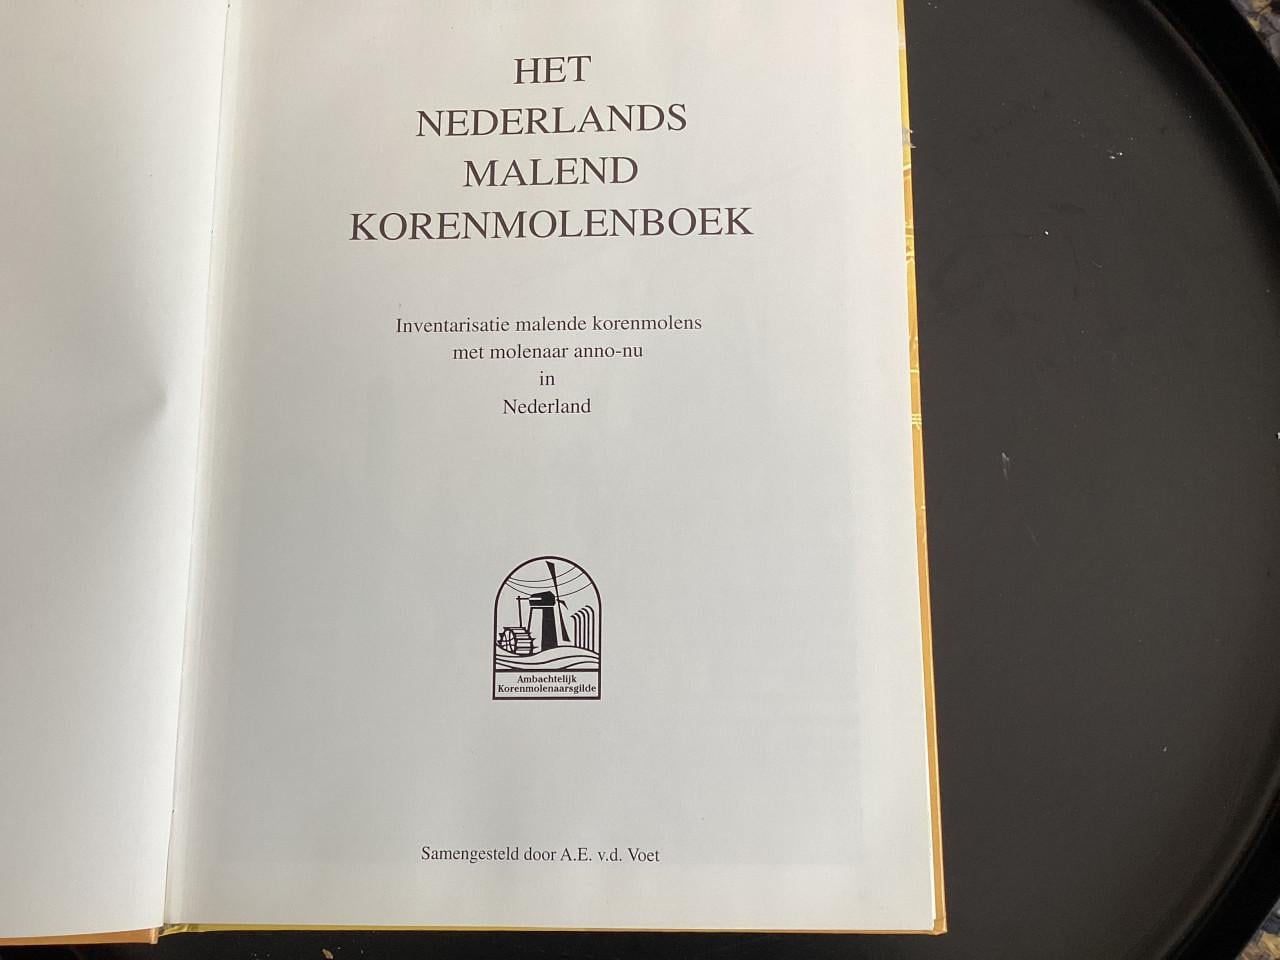 HET
NEDERLANDS
MALEND
KORENMOLENBOEK
Inventarisatie malende korenmolens
met molenaar anno-nu
in
Nederland
Ambachtelijk
Korenmolenaarsgilde
Samengesteld door A.E. v.d. Voet